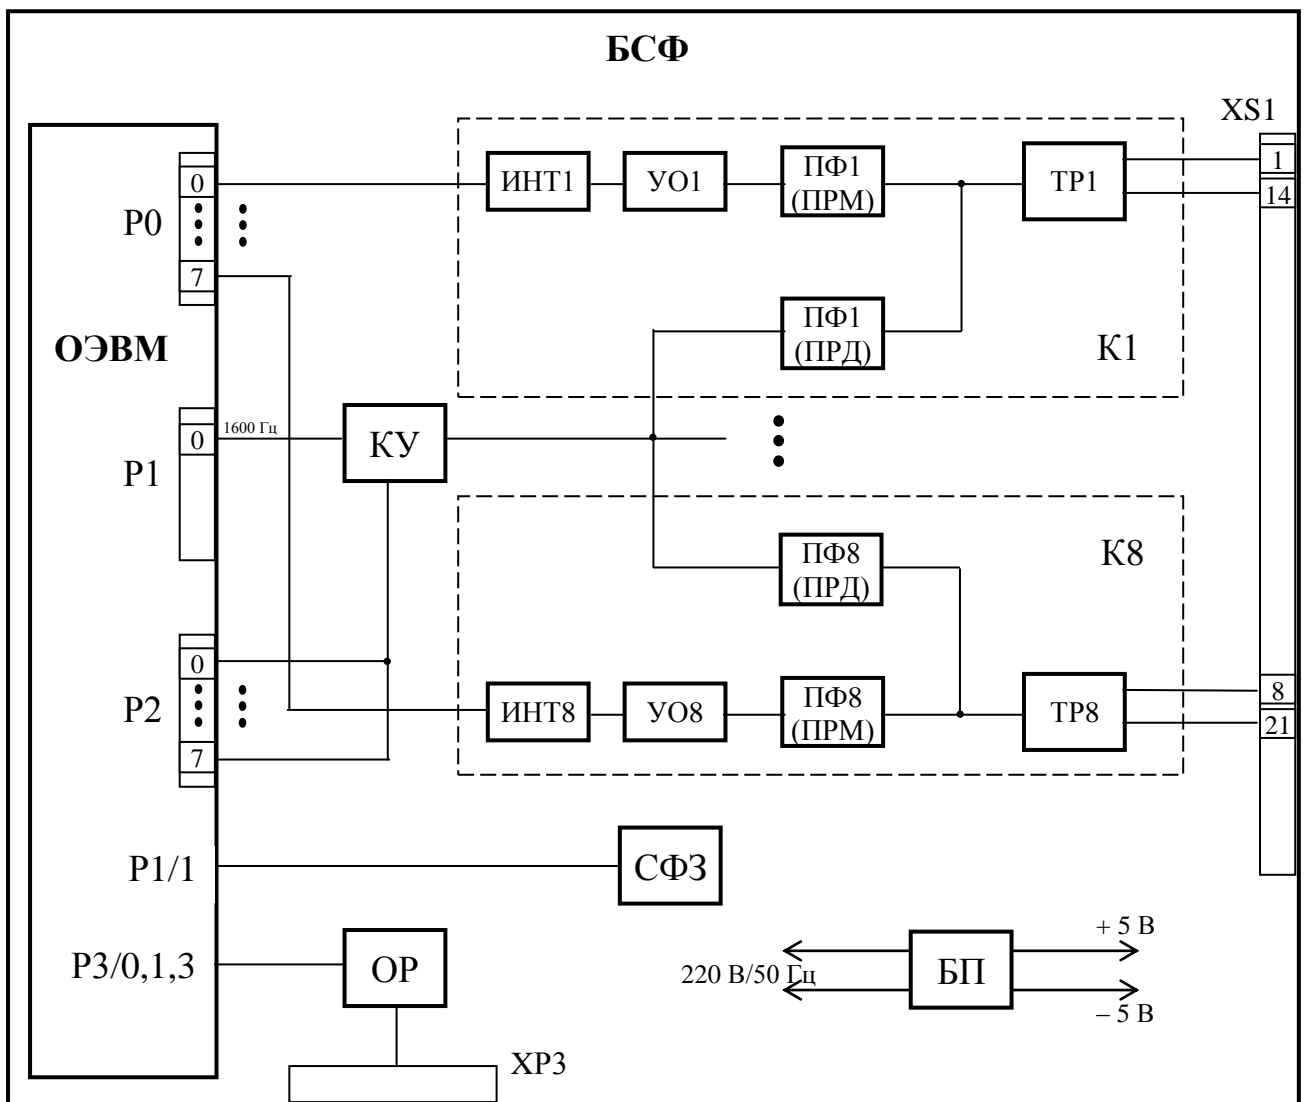 БСФ
XS1
ИНТ1
УО1
ПФ1
(ПРМ)
ТР1
1
14
0
P0
7
ПФ1
(ПРД)
К1
ОЭВМ
1600 Гц
0
КУ
P1
ПФ8
(ПРД)
К8
0
P2
7
ИНТ8
УО8
ПФ8
(ПРМ)
ТР8
8
21
P1/1
СФЗ
P3/0,1,3
ОР
220 В/50 Гц
БП
+ 5 В
– 5 В
XP3